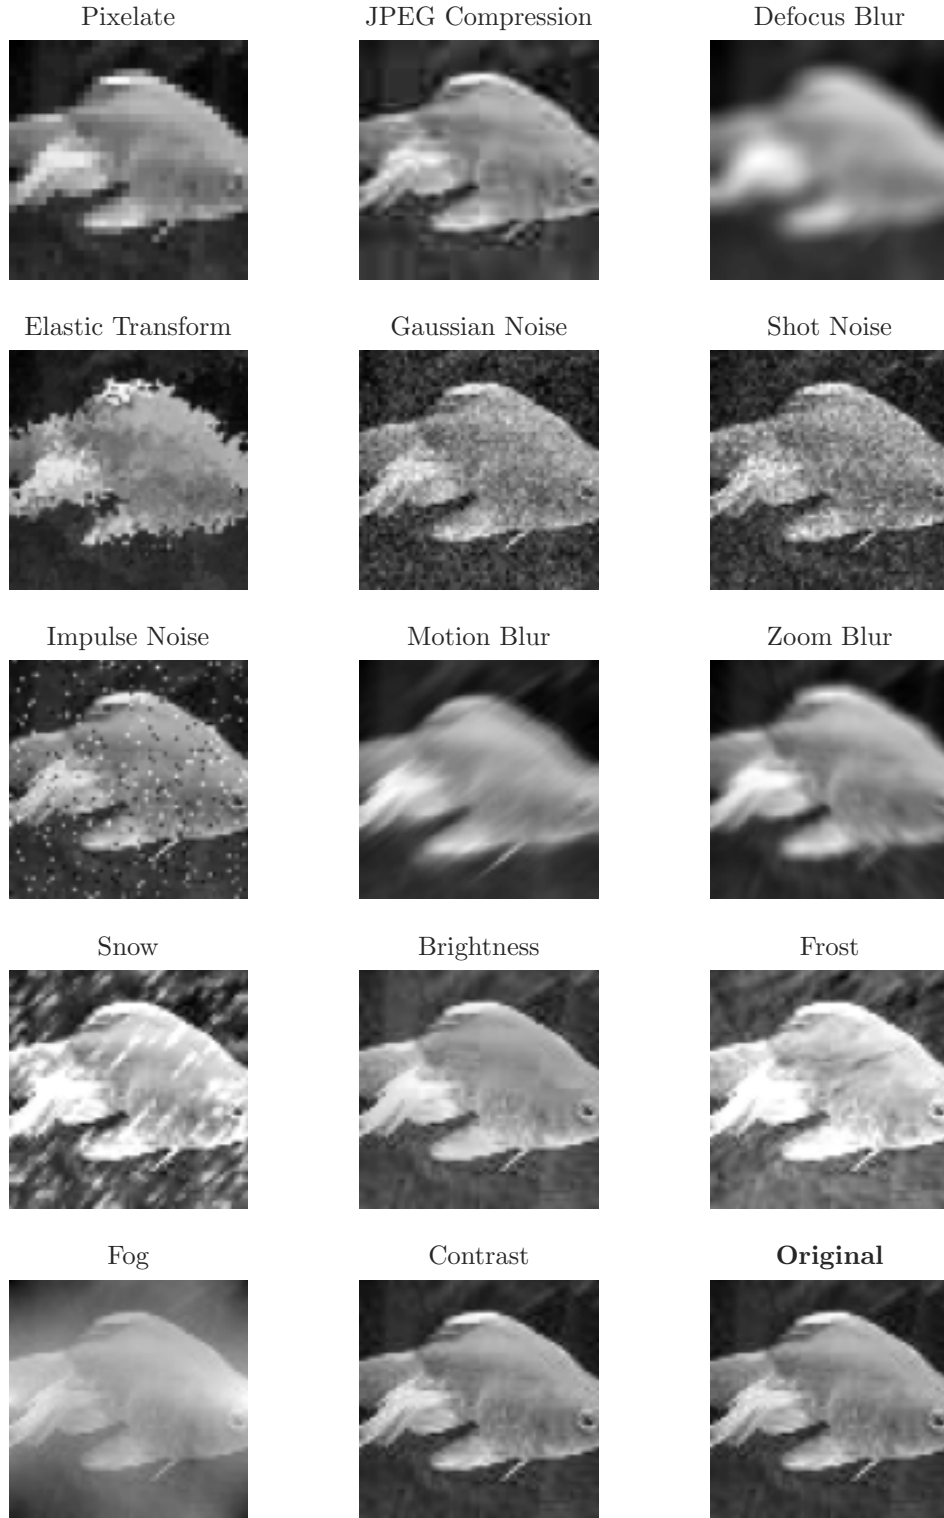 Pixelate
JPEG Compression
Defocus Blur
Elastic Transform
Gaussian Noise
Shot Noise
Impulse Noise
Motion Blur
Zoom Blur
Snow
Brightness
Frost
Fog
Contrast
Original